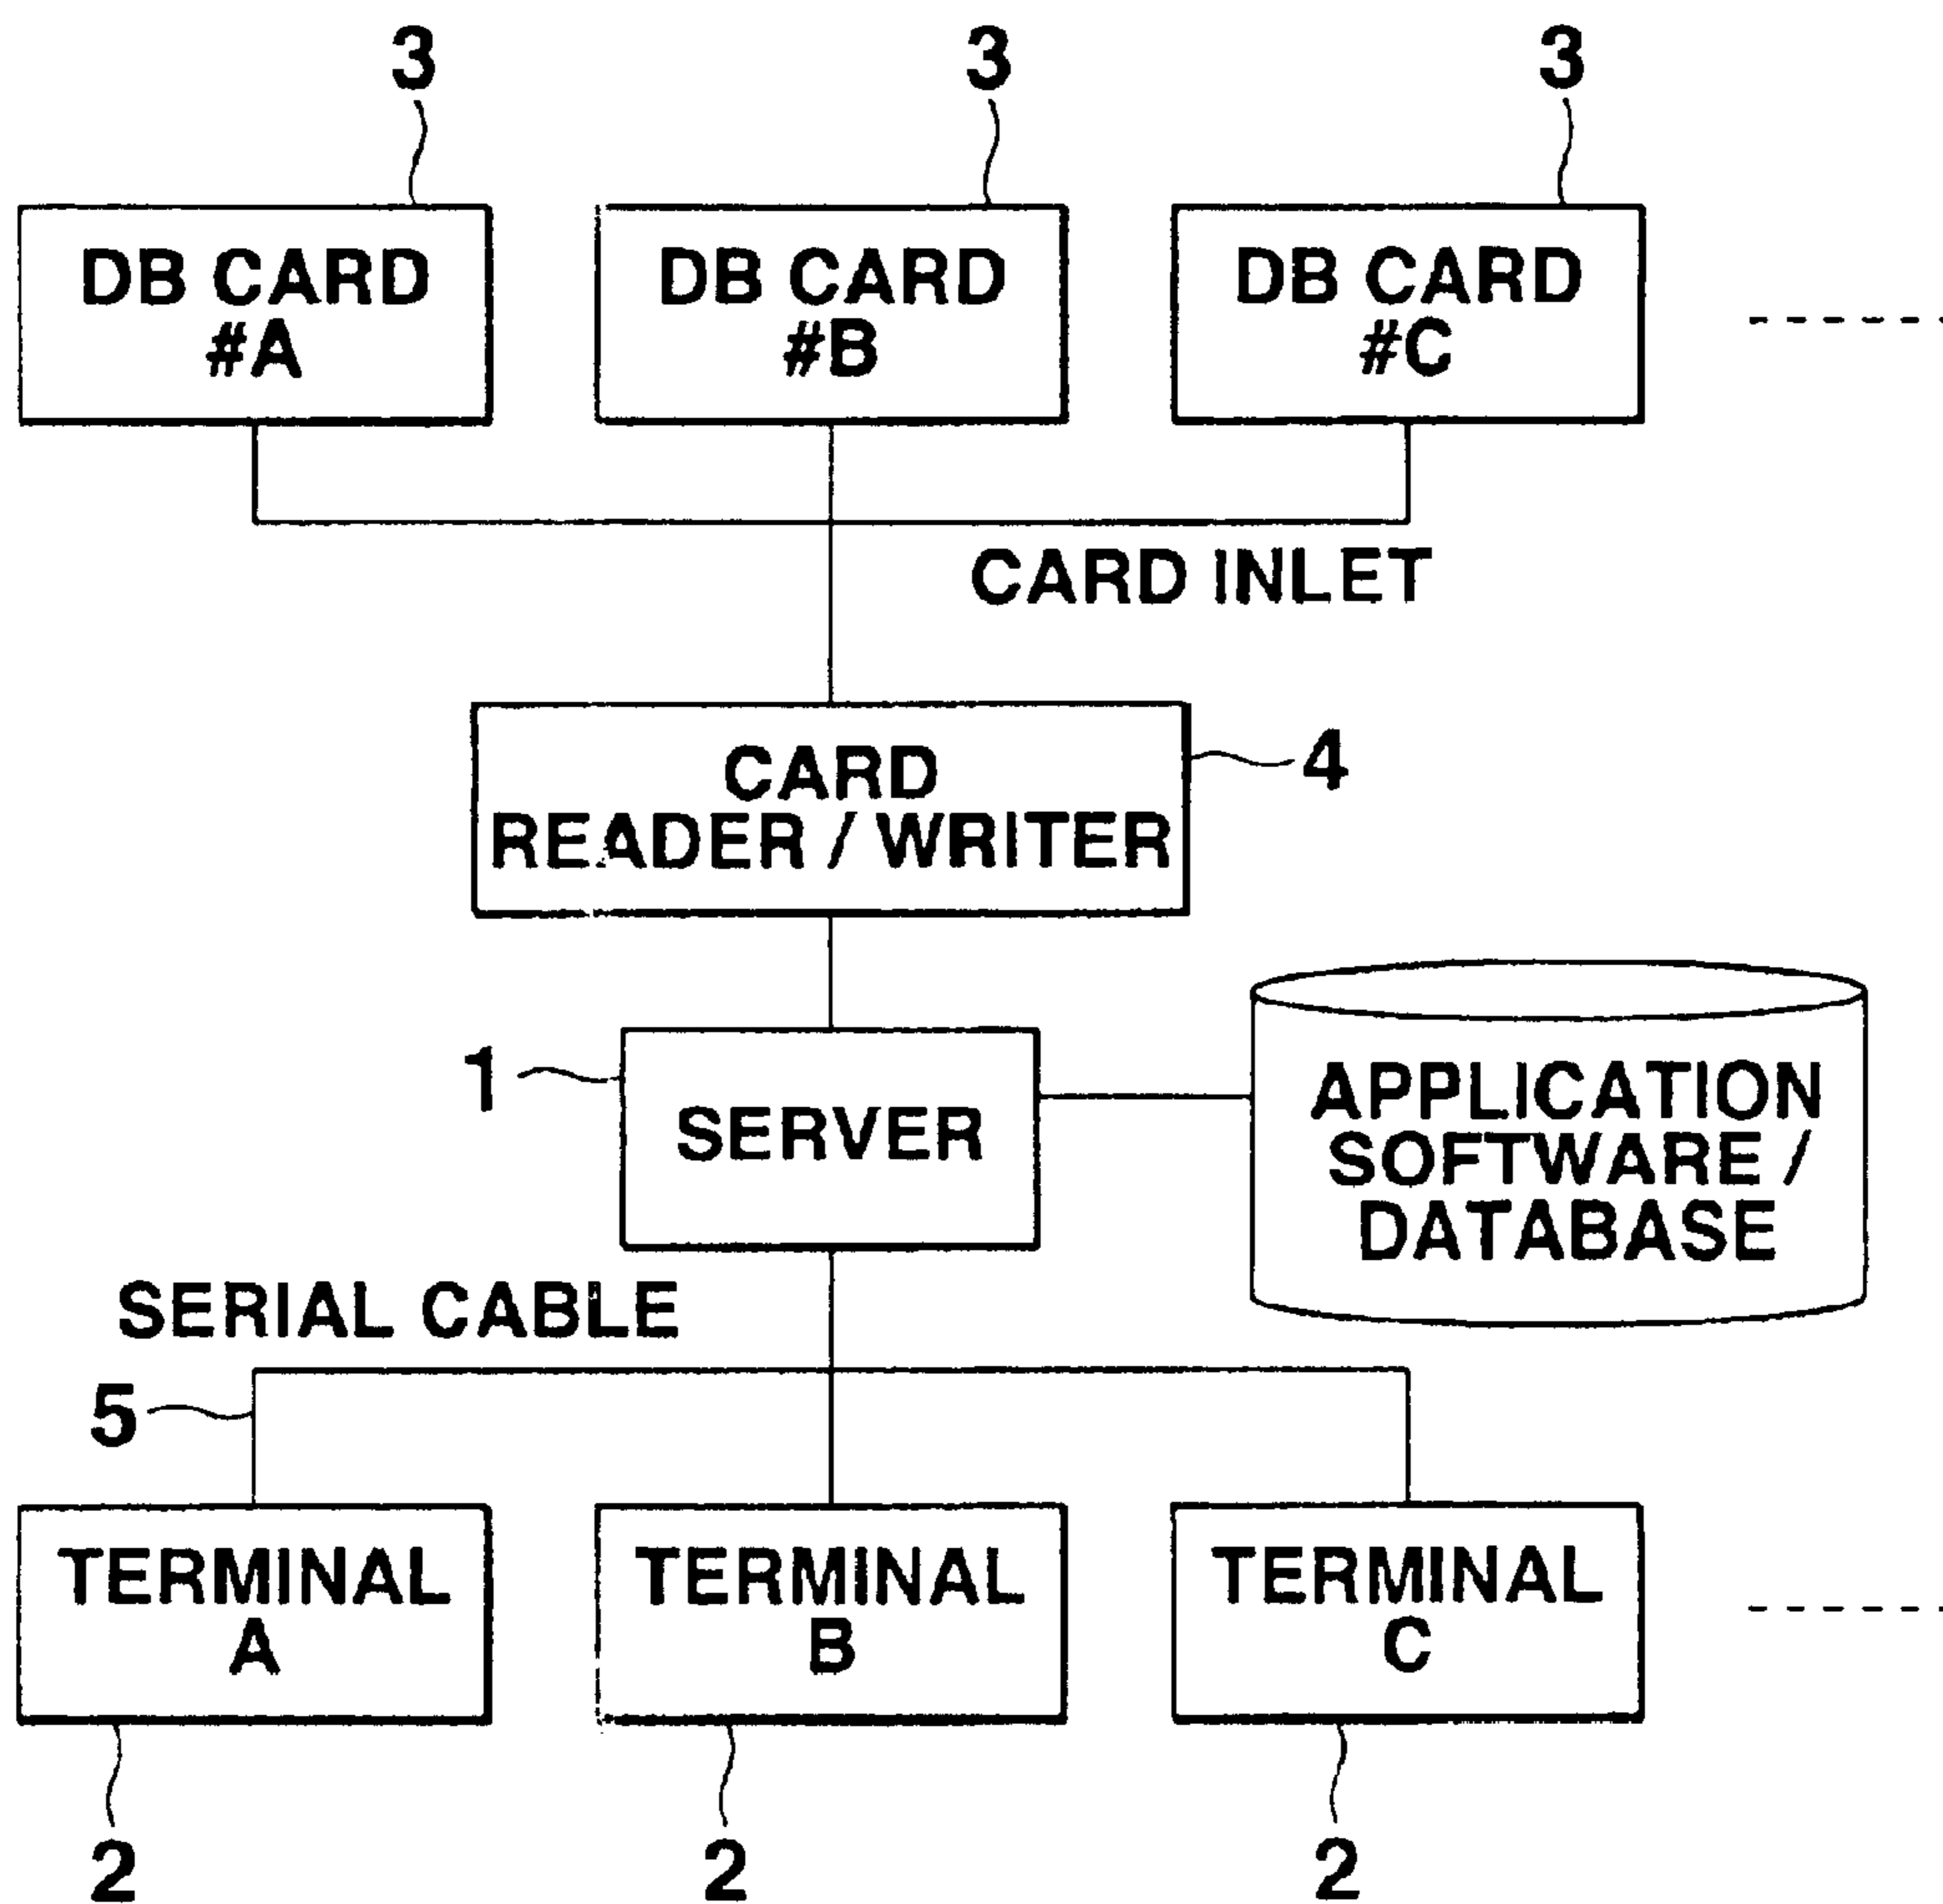 3 3 3
DB CARD DB CARD DB CARD
#A #B #C
CARD INLET
CARD
READER / WRITER
4
1
SERVER
APPLICATION
SOFTWARE /
DATABASE
SERIAL CABLE
5
TERMINAL TERMINAL TERMINAL
A B C
2 2 2